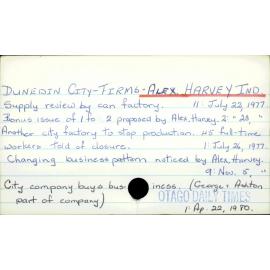 DUNEDIN CITY-FIRMS-ALEX HARVEY IND
Supply review by can factory. 11: July 22, 1977.
Bonus issue of 1 to 2 proposed by Alex. Harvey. 2: " 28, "
Another city factory to stop production. 45 full-time
workers told of closure. 1: July 26, 1977.
Changing business pattern noticed by Alex. Harvey.
9: Nov. 5, "
City company buys business. (George & Ashton
part of company)
OTAGO DAILY TIMES
1: Ap. 22, 1980.